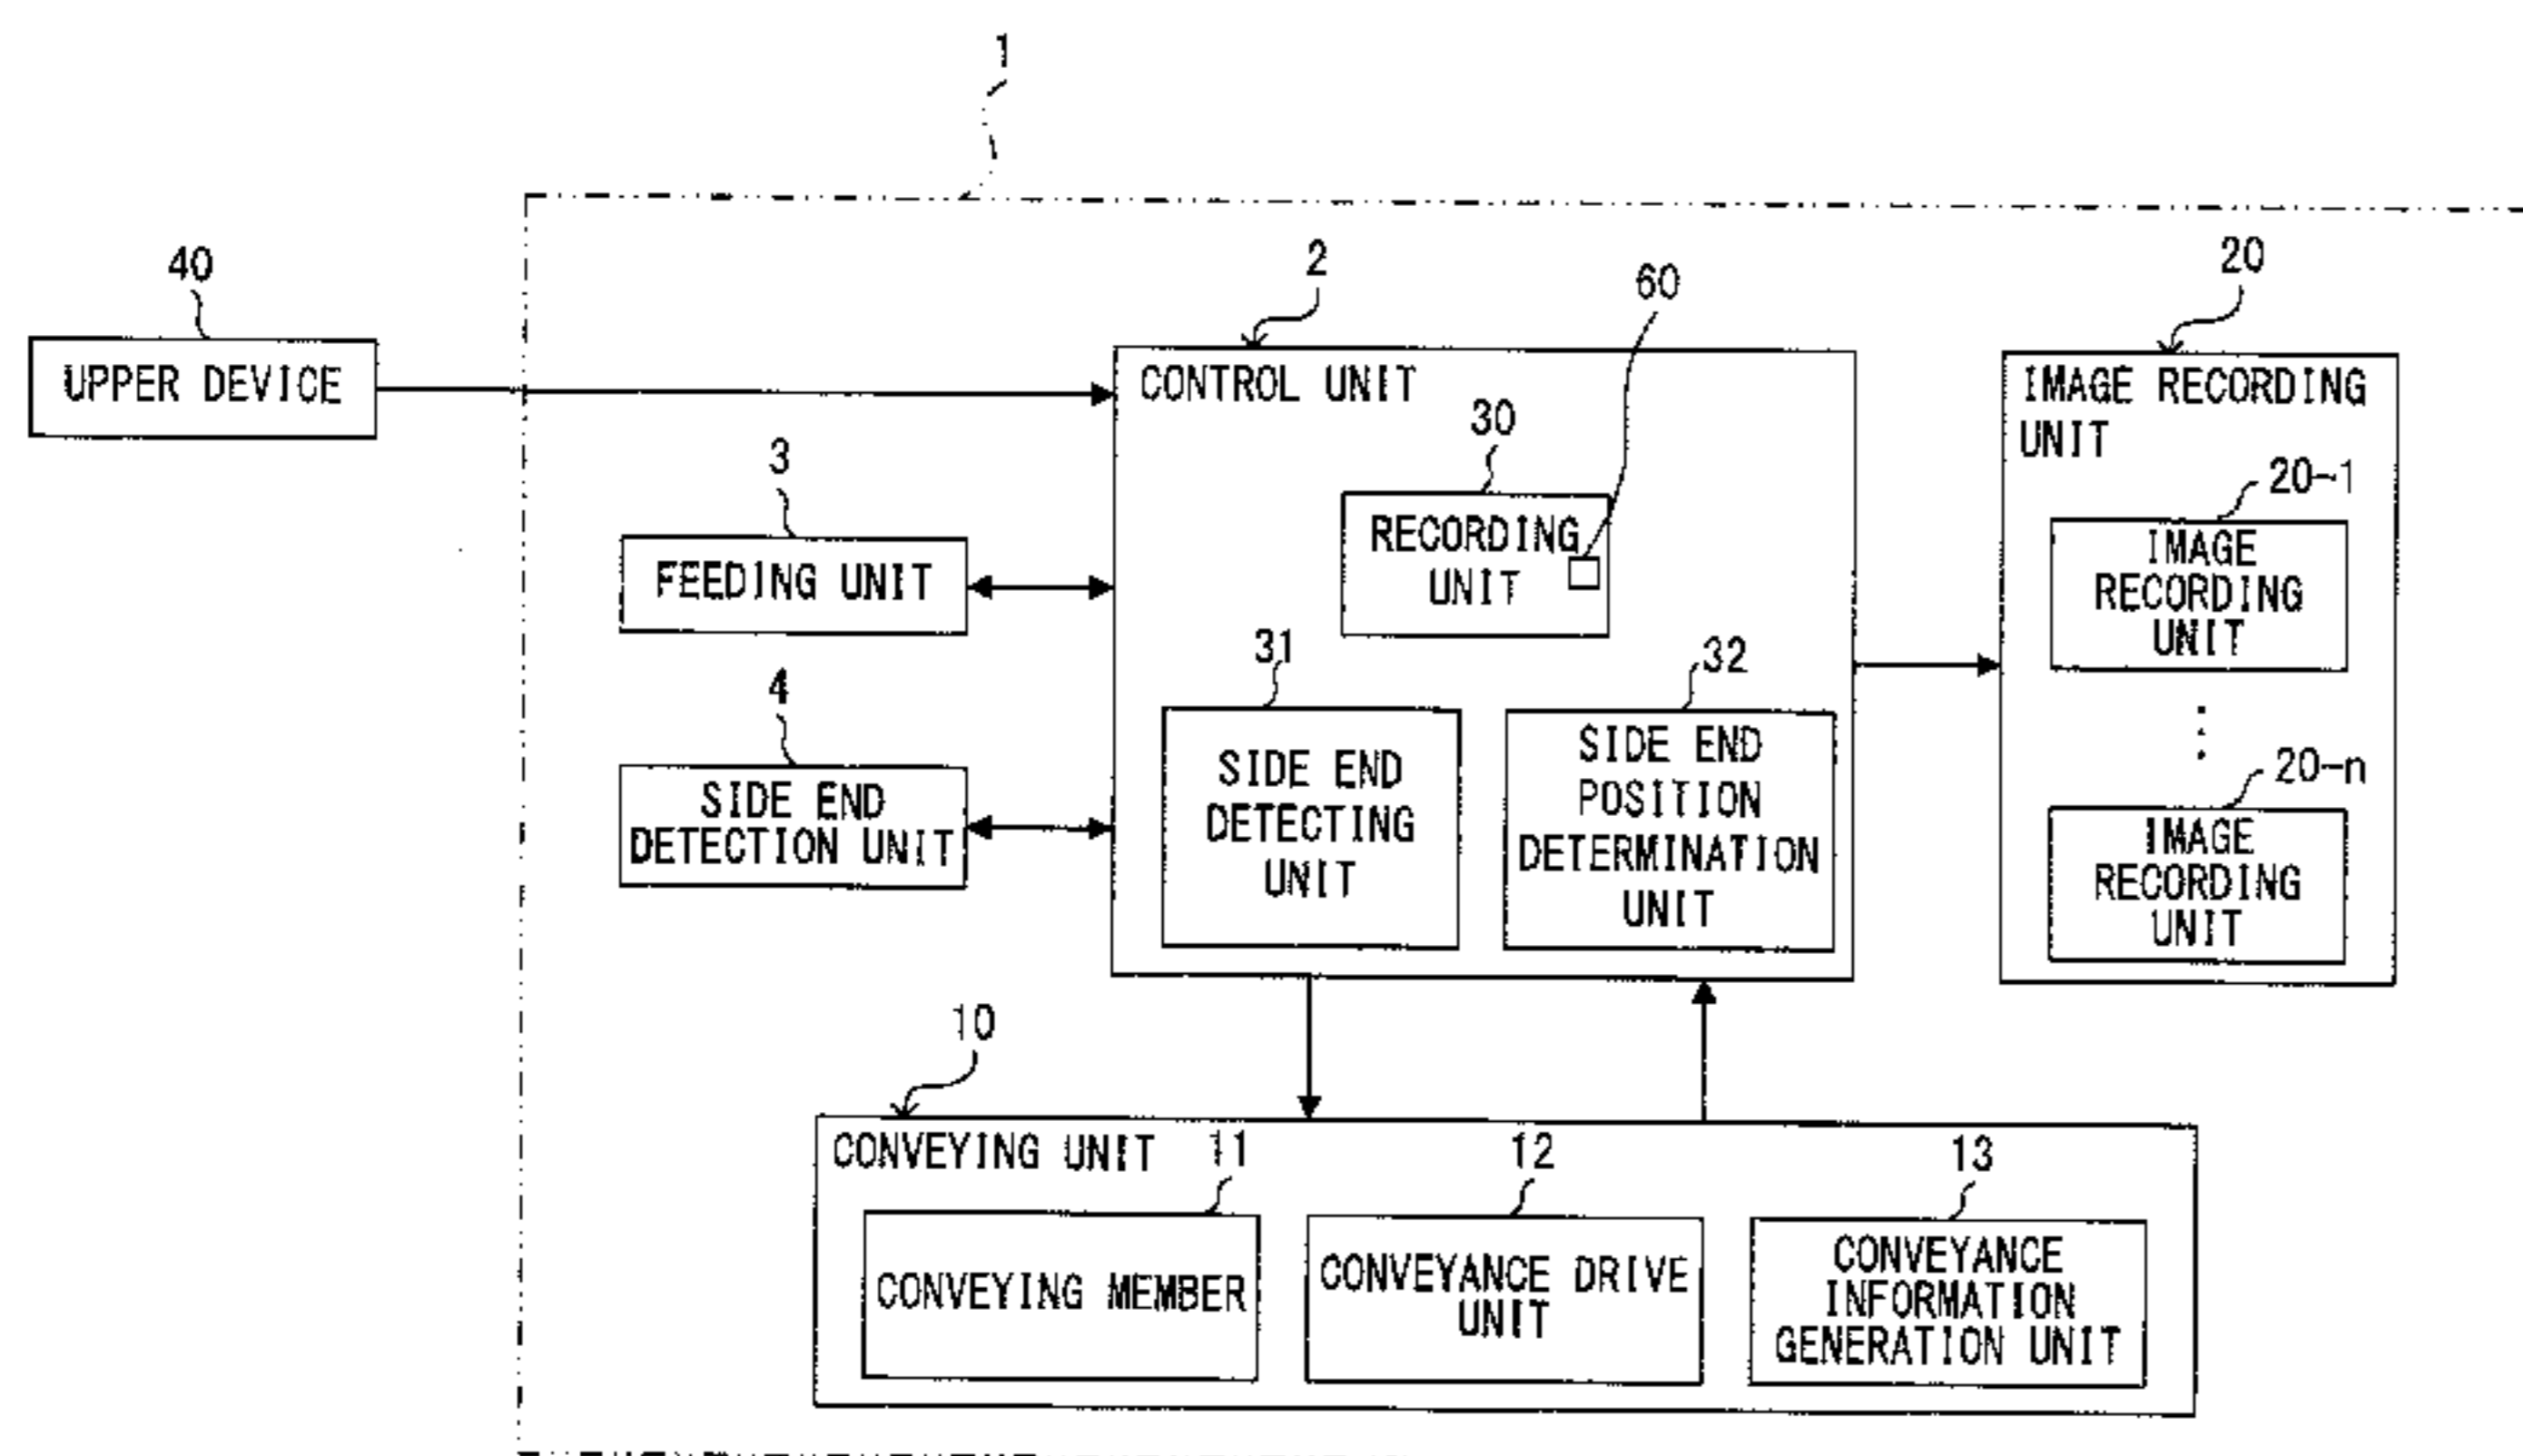 1
40
2
60
20
UPPER DEVICE
CONTROL UNIT
IMAGE RECORDING
UNIT
3
30
20-1
FEEDING UNIT
RECORDING
UNIT
IMAGE
RECORDING
UNIT
4
31
32
SIDE END
DETECTION UNIT
SIDE END
DETECTING
UNIT
SIDE END
POSITION
DETERMINATION
UNIT
20-n
IMAGE
RECORDING
UNIT
10
CONVEYING UNIT
11
12
13
CONVEYING MEMBER
CONVEYANCE DRIVE
UNIT
CONVEYANCE
INFORMATION
GENERATION UNIT